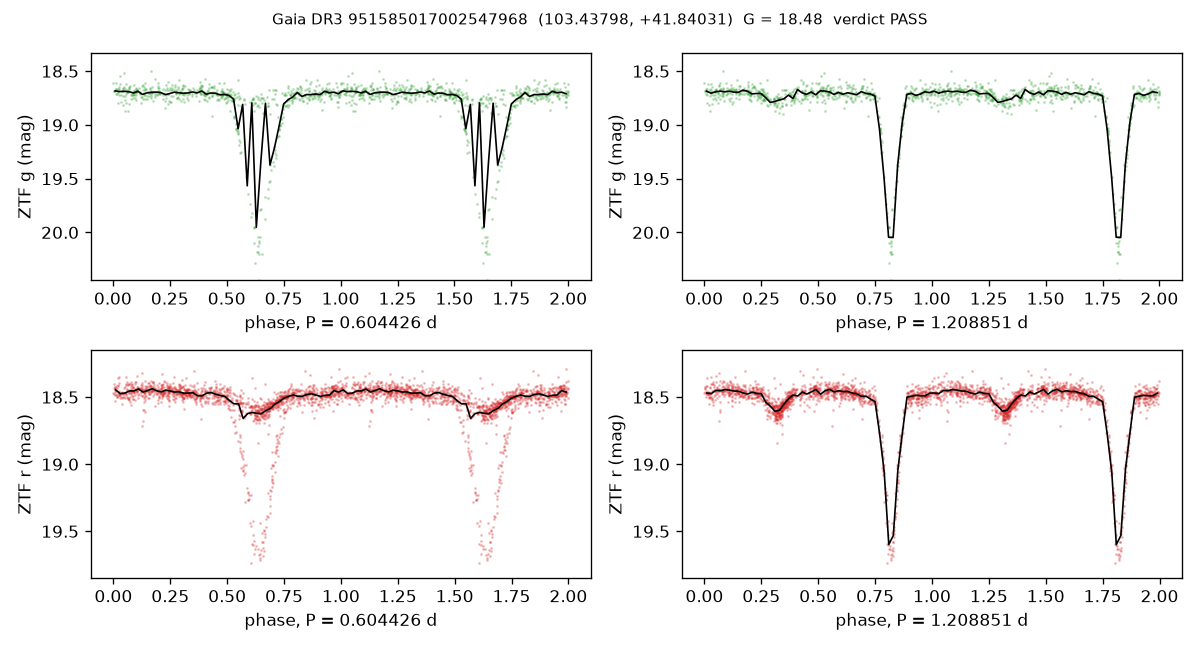 Gaia DR3 951585017002547968 (103.43798, +41.84031) G = 18.48 verdict PASS
ZTF g (mag)
18.5
19.0
19.5
20.0
0.00 0.25 0.50 0.75 1.00 1.25 1.50 1.75 2.00
phase, P = 0.604426 d
ZTF g (mag)
18.5
19.0
19.5
20.0
0.00 0.25 0.50 0.75 1.00 1.25 1.50 1.75 2.00
phase, P = 1.208851 d
ZTF r (mag)
18.5
19.0
19.5
0.00 0.25 0.50 0.75 1.00 1.25 1.50 1.75 2.00
phase, P = 0.604426 d
ZTF r (mag)
18.5
19.0
19.5
0.00 0.25 0.50 0.75 1.00 1.25 1.50 1.75 2.00
phase, P = 1.208851 d